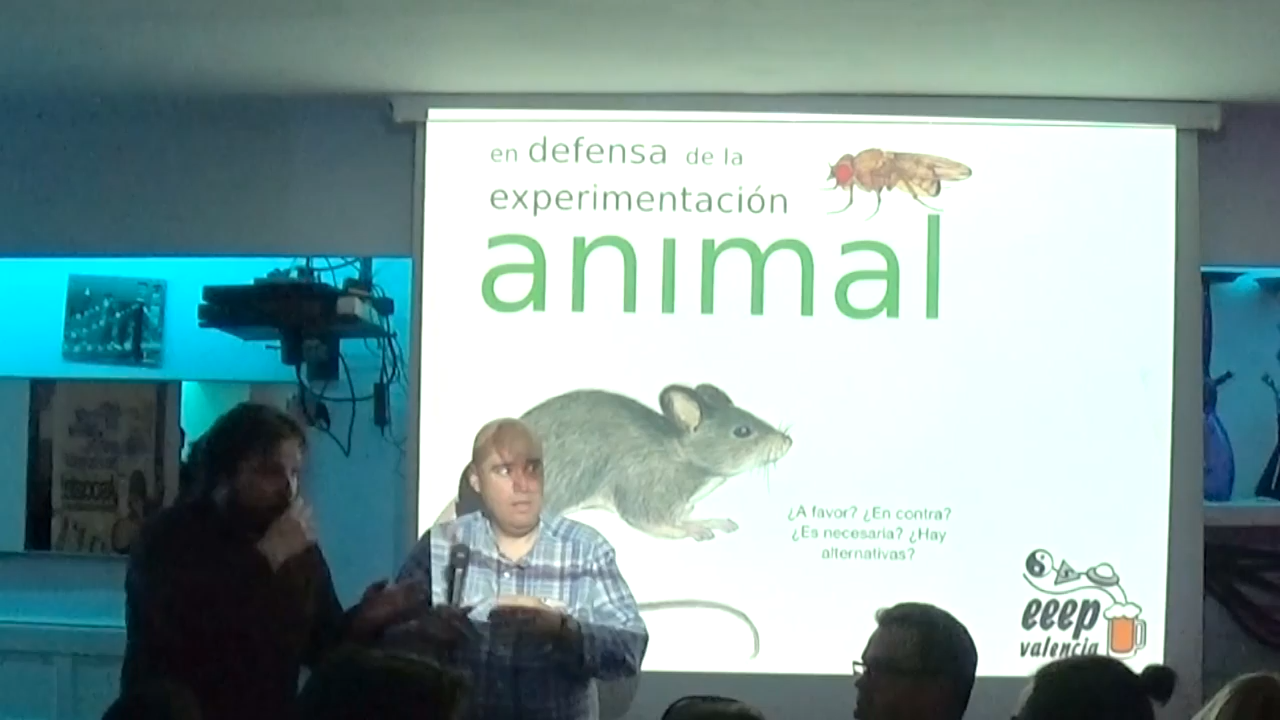 en defensa de la
experimentación
animal
¿A favor? ¿En contra?
¿Es necesaria? ¿Hay
alternativas?
eeep
valencia